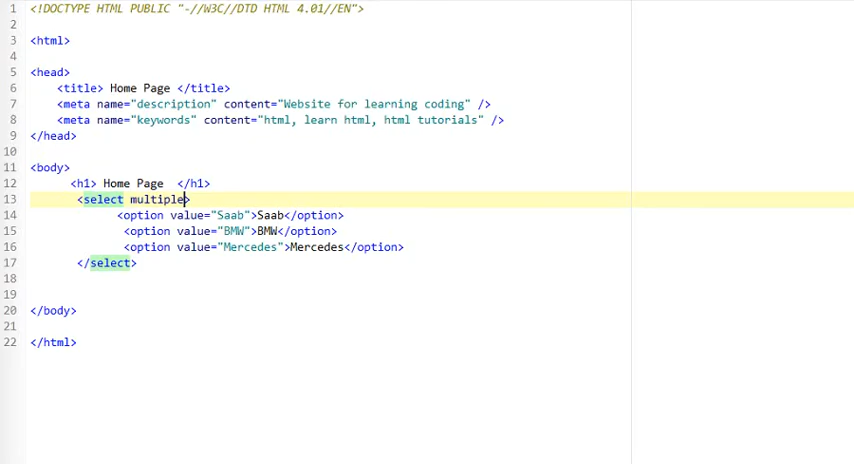 1 <!DOCTYPE HTML PUBLIC "-//W3C//DTD HTML 4.01//EN">
2
3 <html>
4
5 <head>
6 <title> Home Page </title>
7 <meta name="description" content="Website for learning coding" />
8 <meta name="keywords" content="html, learn html, html tutorials" />
9 </head>
10
11 <body>
12 <h1> Home Page </h1>
13 <select multiple>
14 <option value="Saab">Saab</option>
15 <option value="BMW">BMW</option>
16 <option value="Mercedes">Mercedes</option>
17 </select>
18
19
20 </body>
21
22 </html>